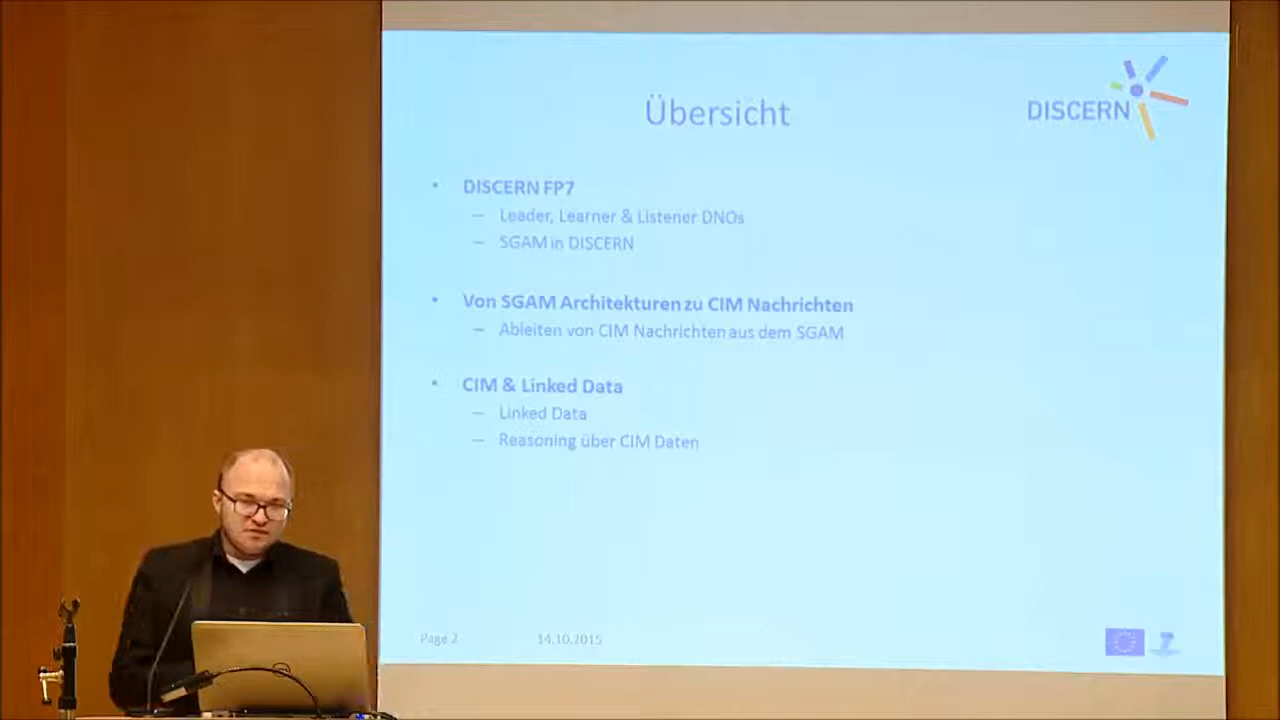 Übersicht
DISCERN
• DISCERN FP7
– Leader, Learner & Listener DNOs
– SGAM in DISCERN
• Von SGAM Architekturen zu CIM Nachrichten
– Ableiten von CIM Nachrichten aus dem SGAM
• CIM & Linked Data
– Linked Data
– Reasoning über CIM Daten
Page 2 14.10.2015